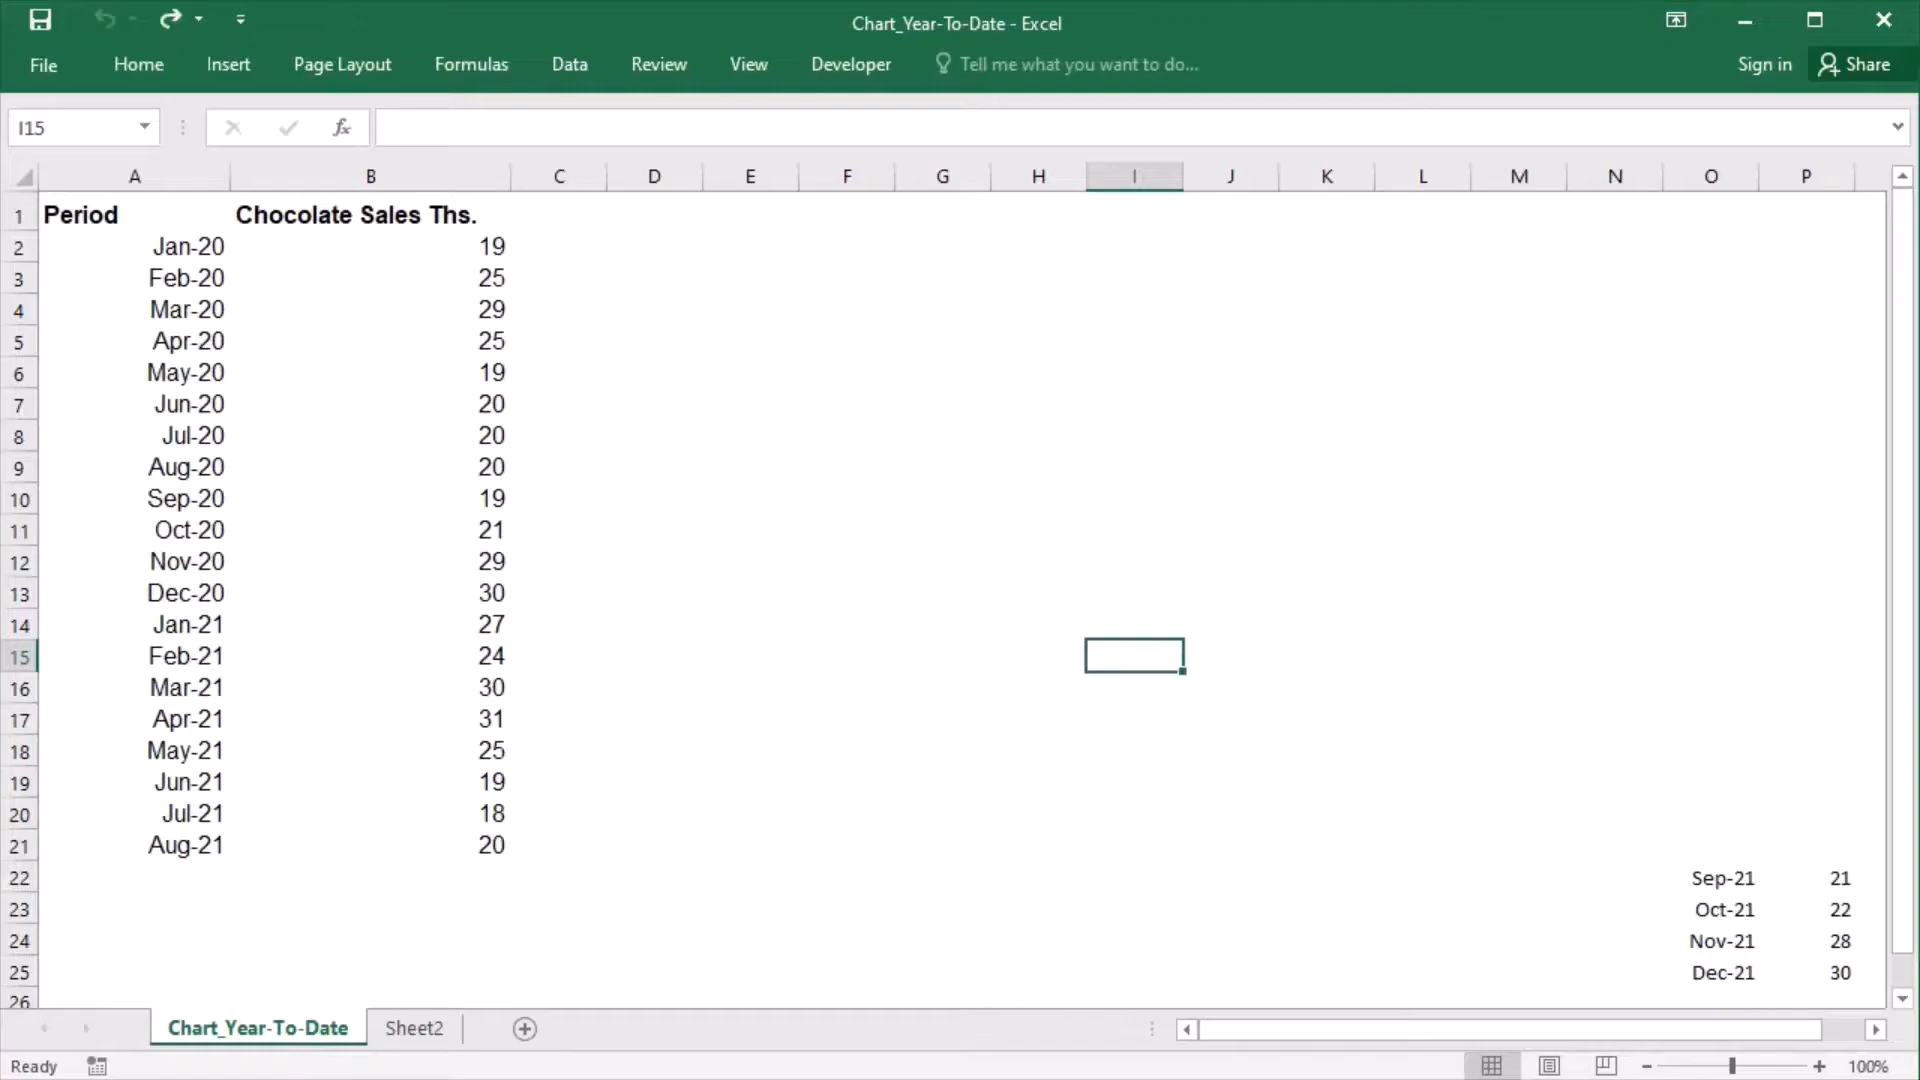 Chart_Year-To-Date - Excel
File Home Insert Page Layout Formulas Data Review View Developer Tell me what you want to do... Sign in Share
I15 fx
A B C D E F G H I J K L M N O P
1 Period Chocolate Sales Ths.
2 Jan-20 19
3 Feb-20 25
4 Mar-20 29
5 Apr-20 25
6 May-20 19
7 Jun-20 20
8 Jul-20 20
9 Aug-20 20
10 Sep-20 19
11 Oct-20 21
12 Nov-20 29
13 Dec-20 30
14 Jan-21 27
15 Feb-21 24
16 Mar-21 30
17 Apr-21 31
18 May-21 25
19 Jun-21 19
20 Jul-21 18
21 Aug-21 20
22 Sep-21 21
23 Oct-21 22
24 Nov-21 28
25 Dec-21 30
26
Chart_Year-To-Date Sheet2
Ready 100%